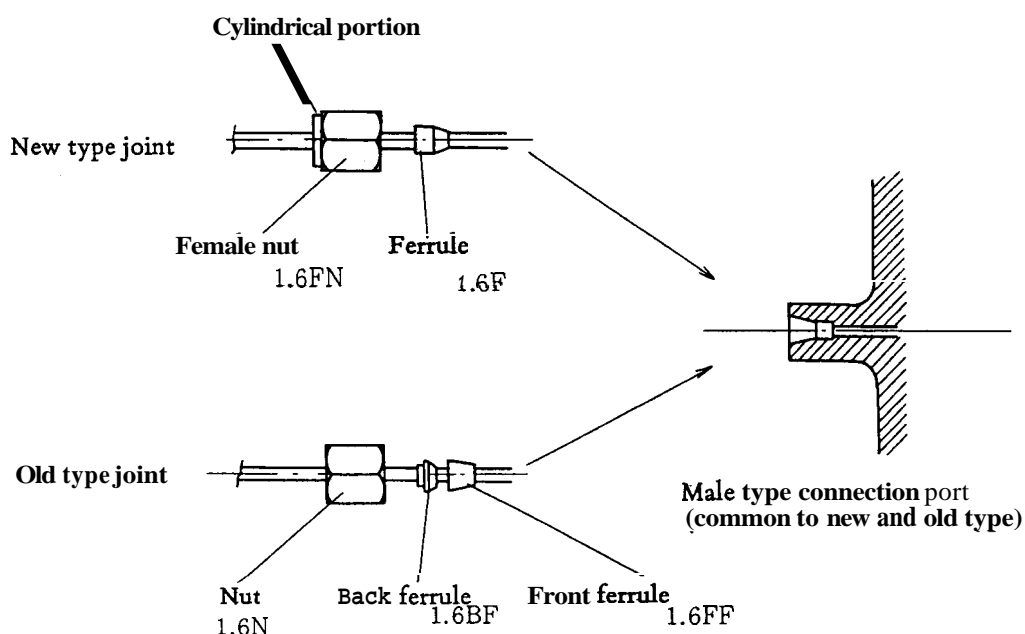 Cylindrical portion
New type joint
Female nut
1.6FN
Ferrule
1.6F
Old type joint
Nut
1.6N
Back ferrule
1.6BF
Front ferrule
1.6FF
Male type connection port
(common to new and old type)